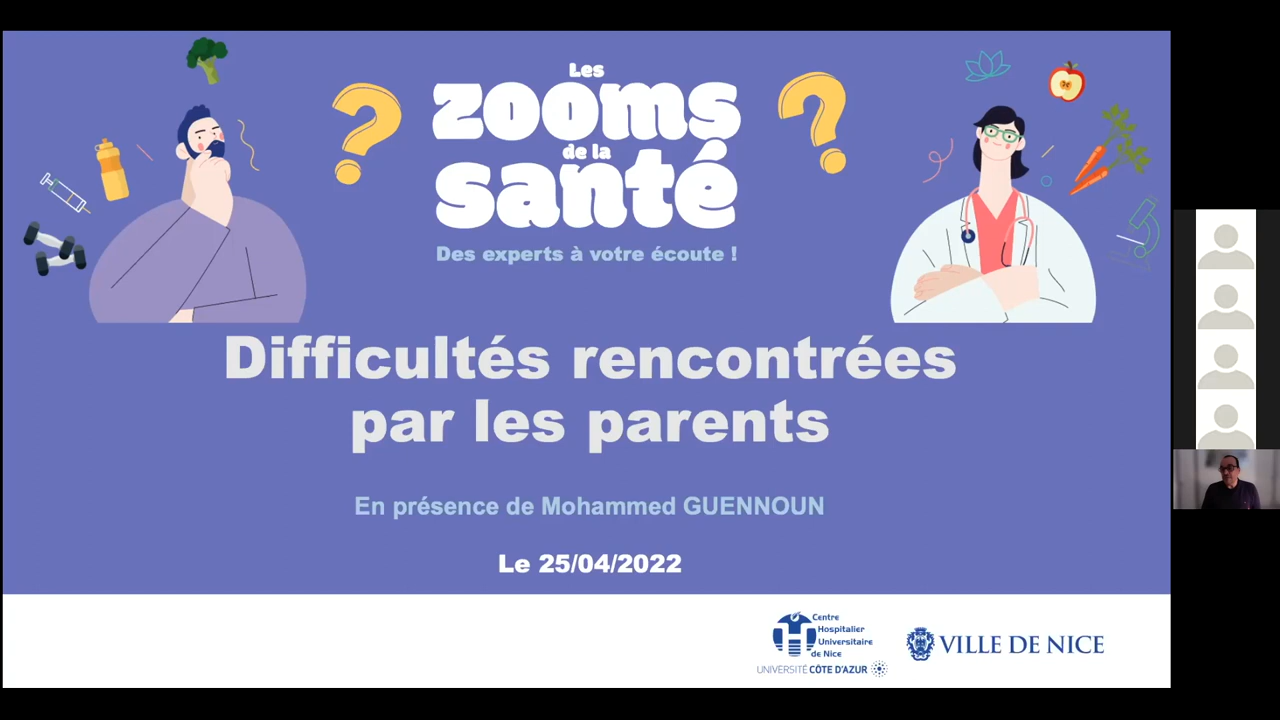 Les
zooms
de la
santé
Des experts à votre écoute !
Difficultés rencontrées
par les parents
En présence de Mohammed GUENNOUN
Le 25/04/2022
Centre
Hospitalier
Universitaire
de Nice
UNIVERSITÉ CÔTE D'AZUR
VILLE DE NICE